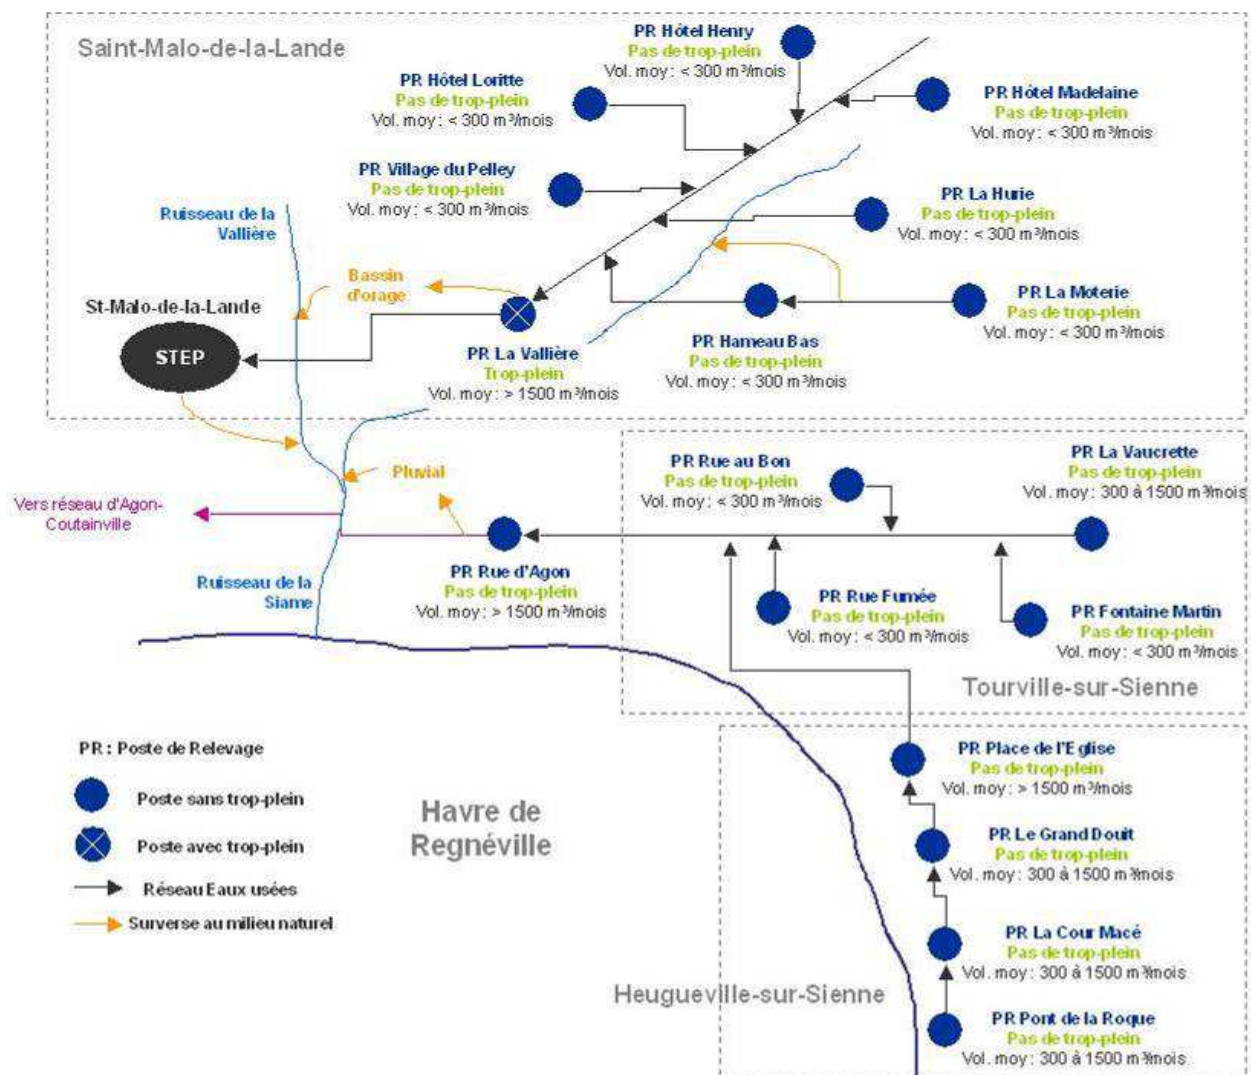 Saint-Malo-de-la-Lande
PR Hôtel Henry
Pas de trop-plein
Vol. moy : < 300 m³/mois
PR Hôtel Loritte
Pas de trop-plein
Vol. moy : < 300 m³/mois
PR Hôtel Madelaine
Pas de trop-plein
Vol. moy : < 300 m³/mois
PR Village du Pelley
Pas de trop-plein
Vol. moy : < 300 m³/mois
PR La Hurie
Pas de trop-plein
Vol. moy : < 300 m³/mois
Ruisseau de la
Vallière
Bassin
d'orage
St-Malo-de-la-Lande
STEP
PR La Vallière
Trop-plein
Vol. moy : > 1500 m³/mois
PR Hameau Bas
Pas de trop-plein
Vol. moy : < 300 m³/mois
PR La Moterie
Pas de trop-plein
Vol. moy : < 300 m³/mois
PR Rue au Bon
Pas de trop-plein
Vol. moy : < 300 m³/mois
PR La Vaucrette
Pas de trop-plein
Vol. moy : 300 à 1500 m³/mois
Pluvial
Vers réseau d'Agon-
Coutainville
PR Rue d'Agon
Pas de trop-plein
Vol. moy : > 1500 m³/mois
Ruisseau de la
Siame
PR Rue Fumée
Pas de trop-plein
Vol. moy : < 300 m³/mois
PR Fontaine Martin
Pas de trop-plein
Vol. moy : < 300 m³/mois
Tourville-sur-Sienne
PR : Poste de Relevage
Poste sans trop-plein
Poste avec trop-plein
Réseau Eaux usées
Surverse au milieu naturel
Havre de
Regnéville
PR Place de l'Eglise
Pas de trop-plein
Vol. moy : > 1500 m³/mois
PR Le Grand Douit
Pas de trop-plein
Vol. moy : 300 à 1500 m³/mois
PR La Cour Macé
Pas de trop-plein
Vol. moy : 300 à 1500 m³/mois
Heugueville-sur-Sienne
PR Pont de la Roque
Pas de trop-plein
Vol. moy : 300 à 1500 m³/mois